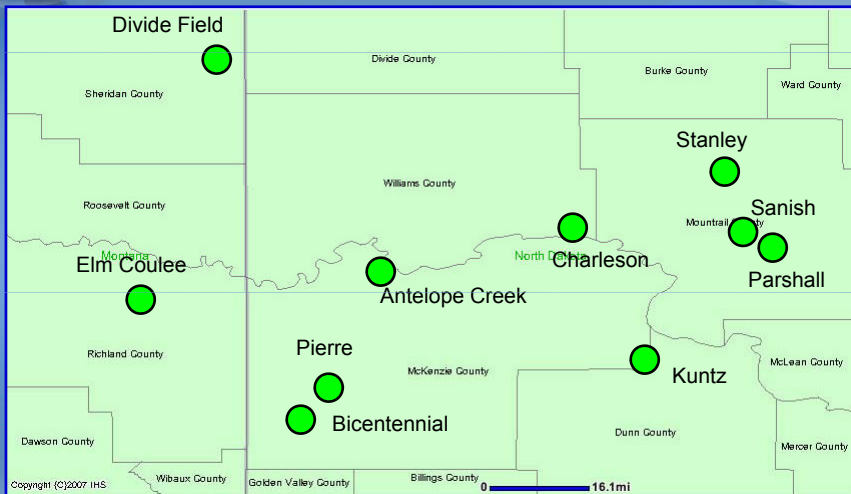 Divide Field
Divide County
Burke County
Ward County
Sheridan County
Stanley
Williams County
Roosevelt County
Sanish
Mountrail County
Montana
North Dakota
Elm Coulee
Charleson
Parshall
Antelope Creek
Pierre
Richland County
McKenzie County
McLean County
Kuntz
Bicentennial
Dunn County
Dawson County
Mercer County
Wibaux County
Golden Valley County
Billings County
Copyright (C)2007 IHS
0 16.1mi